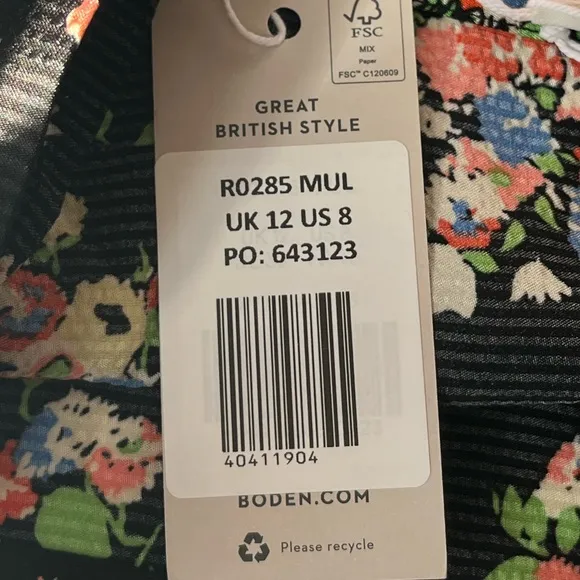 FSC
MIX
Paper
FSC™ C120609
GREAT
BRITISH STYLE
R0285 MUL
UK 12 US 8
PO: 643123
40411904
BODEN.COM
Please recycle